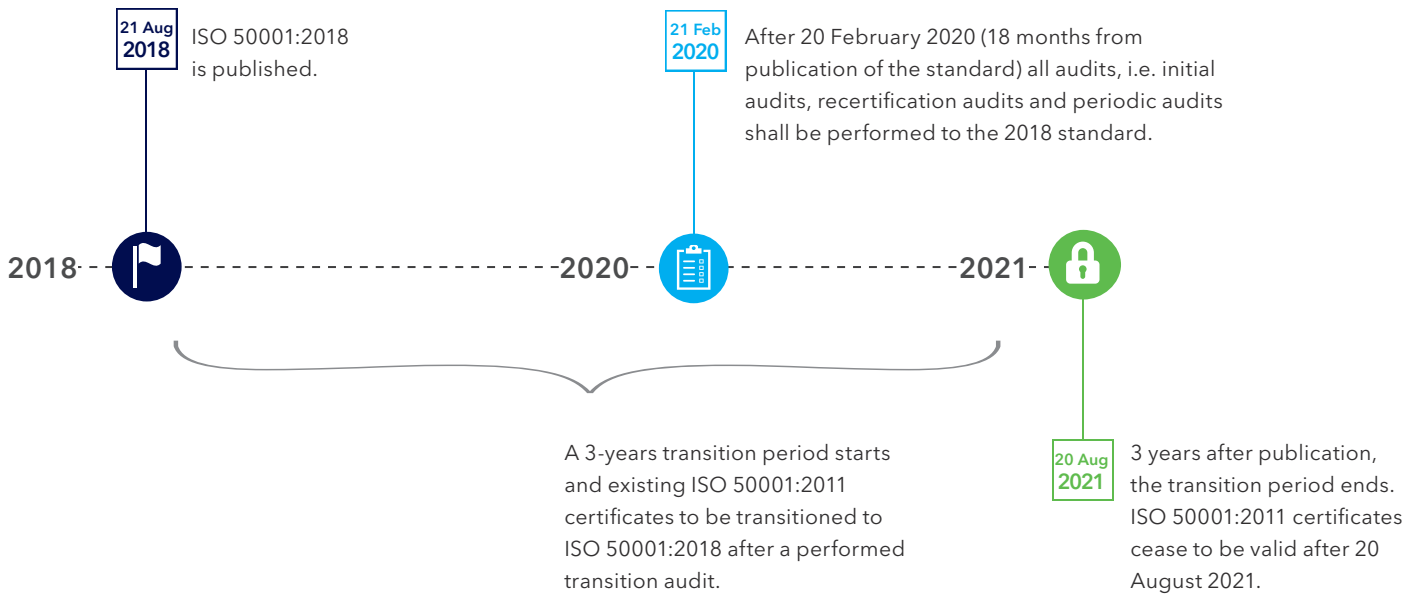 21 Aug
2018
ISO 50001:2018
is published.
21 Feb
2020
After 20 February 2020 (18 months from
publication of the standard) all audits, i.e. initial
audits, recertification audits and periodic audits
shall be performed to the 2018 standard.
2018
2020
2021
A 3-years transition period starts
and existing ISO 50001:2011
certificates to be transitioned to
ISO 50001:2018 after a performed
transition audit.
20 Aug
2021
3 years after publication,
the transition period ends.
ISO 50001:2011 certificates
cease to be valid after 20
August 2021.